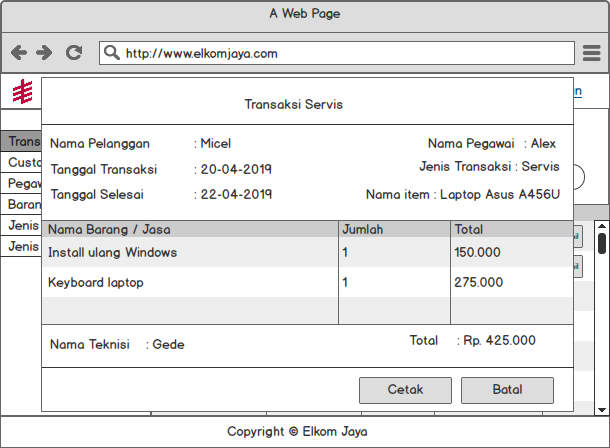 A Web Page
http://www.elkomjaya.com
Transaksi Servis
Nama Pelanggan : Micel Nama Pegawai : Alex
Tanggal Transaksi : 20-04-2019 Jenis Transaksi : Servis
Tanggal Selesai : 22-04-2019 Nama item : Laptop Asus A456U
Nama Barang / Jasa Jumlah Total
Install ulang Windows 1 150.000
Keyboard laptop 1 275.000
Nama Teknisi : Gede Total : Rp. 425.000
Cetak Batal
Trans
Custo
Pegaw
Baran
Jenis
Jenis
Copyright © Elkom Jaya